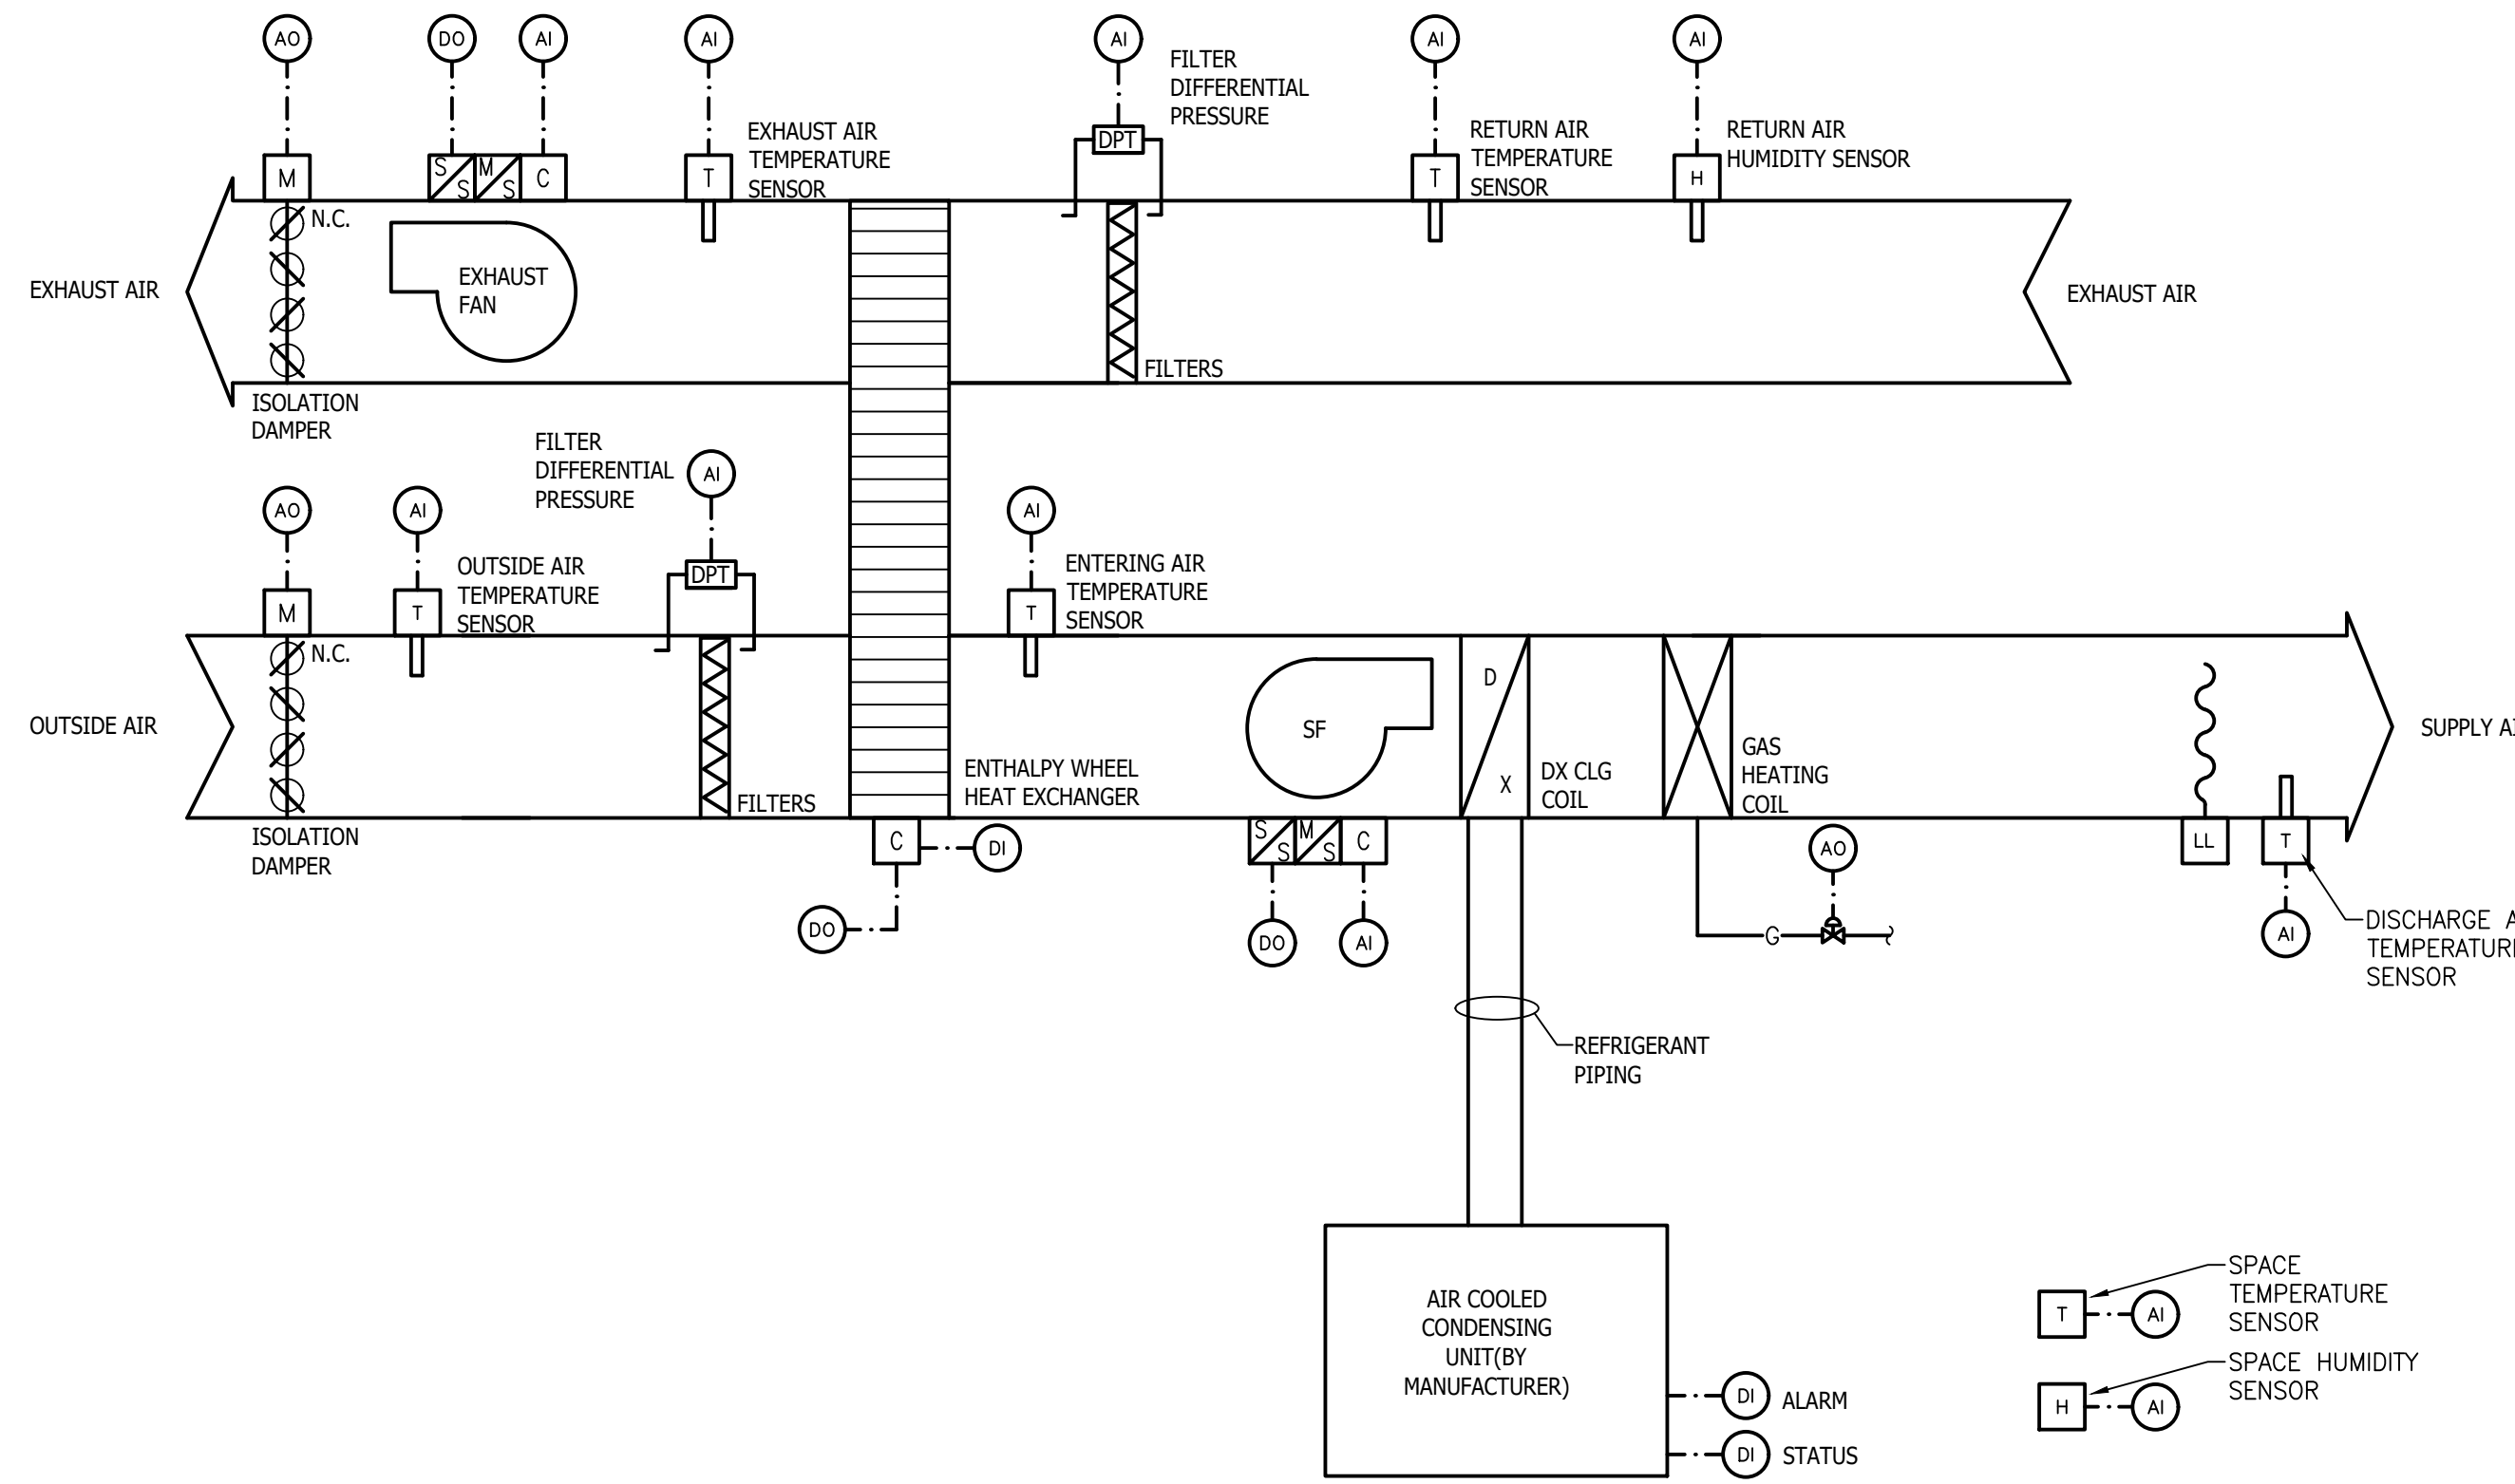 AO
DO
AI
AI
AI
FILTER
DIFFERENTIAL
PRESSURE
AI
AI
DPT
EXHAUST AIR
TEMPERATURE
SENSOR
RETURN AIR
TEMPERATURE
SENSOR
RETURN AIR
HUMIDITY SENSOR
M
S
S
M
S
C
T
T
H
N.C.
EXHAUST
FAN
EXHAUST AIR
EXHAUST AIR
FILTERS
ISOLATION
DAMPER
FILTER
DIFFERENTIAL
PRESSURE
AI
AO
AI
AI
OUTSIDE AIR
TEMPERATURE
SENSOR
DPT
ENTERING AIR
TEMPERATURE
SENSOR
M
T
T
N.C.
OUTSIDE AIR
FILTERS
ENTHALPY WHEEL
HEAT EXCHANGER
SF
D
X
DX CLG
COIL
GAS
HEATING
COIL
SUPPLY
ISOLATION
DAMPER
C
DI
S
S
M
S
C
AO
LL
T
DO
DO
AI
G
AI
DISCHARGE
TEMPERATURE
SENSOR
REFRIGERANT
PIPING
AIR COOLED
CONDENSING
UNIT(BY
MANUFACTURER)
DI
ALARM
DI
STATUS
T
AI
SPACE
TEMPERATURE
SENSOR
H
AI
SPACE HUMIDITY
SENSOR